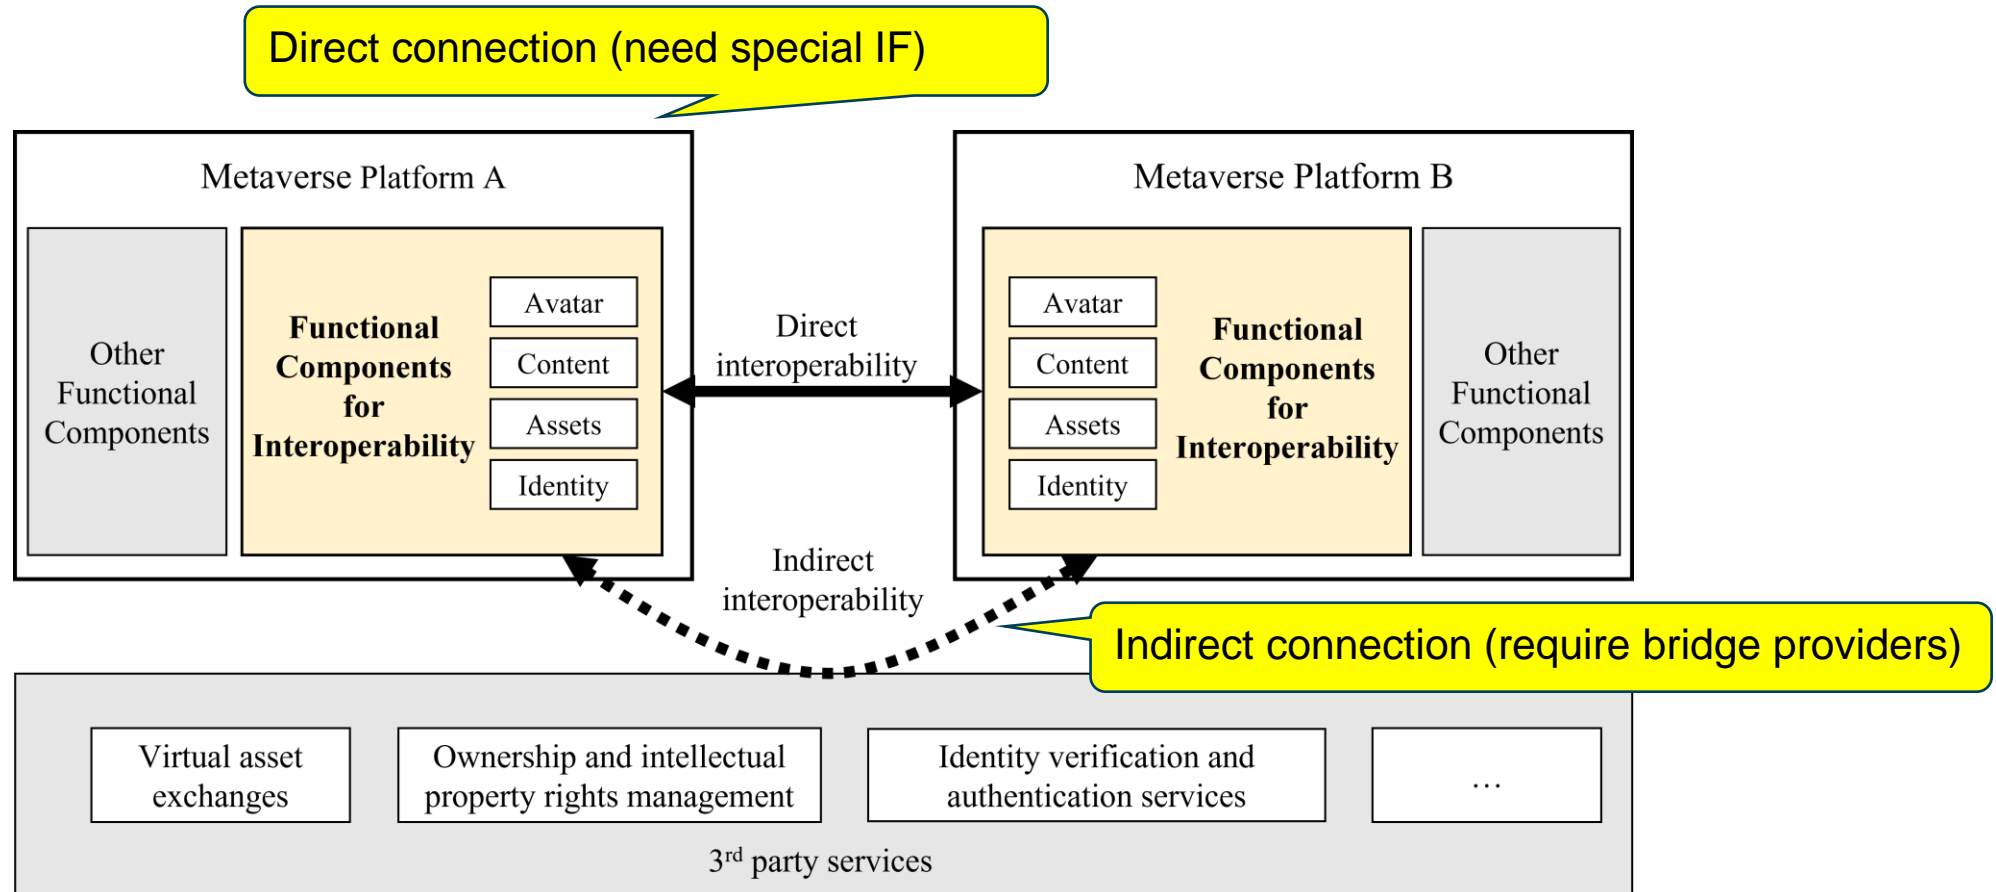 Direct connection (need special IF)
Metaverse Platform A
Other
Functional
Components
Functional
Components
for
Interoperability
Avatar
Content
Assets
Identity
Direct
interoperability
Indirect
interoperability
Metaverse Platform B
Avatar
Content
Assets
Identity
Functional
Components
for
Interoperability
Other
Functional
Components
Indirect connection (require bridge providers)
Virtual asset
exchanges
Ownership and intellectual
property rights management
Identity verification and
authentication services
…
3rd party services